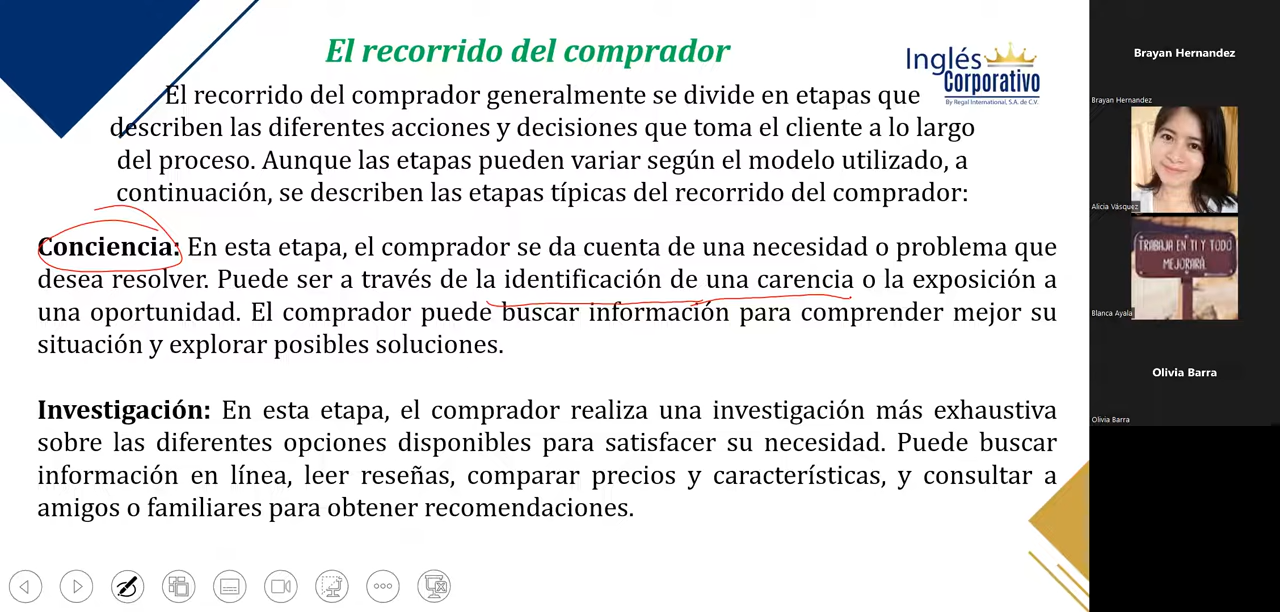 El recorrido del comprador
Inglés
Corporativo
By Regal International, S.A. de C.V.
El recorrido del comprador generalmente se divide en etapas que
describen las diferentes acciones y decisiones que toma el cliente a lo largo
del proceso. Aunque las etapas pueden variar según el modelo utilizado, a
continuación, se describen las etapas típicas del recorrido del comprador:
Conciencia: En esta etapa, el comprador se da cuenta de una necesidad o problema que
desea resolver. Puede ser a través de la identificación de una carencia o la exposición a
una oportunidad. El comprador puede buscar información para comprender mejor su
situación y explorar posibles soluciones.
Investigación: En esta etapa, el comprador realiza una investigación más exhaustiva
sobre las diferentes opciones disponibles para satisfacer su necesidad. Puede buscar
información en línea, leer reseñas, comparar precios y características, y consultar a
amigos o familiares para obtener recomendaciones.
Brayan Hernandez
Brayan Hernandez
Alicia Vásquez
TRABAJA EN TI Y TODO
MEJORARÁ
Blanca Ayala
Olivia Barra
Olivia Barra